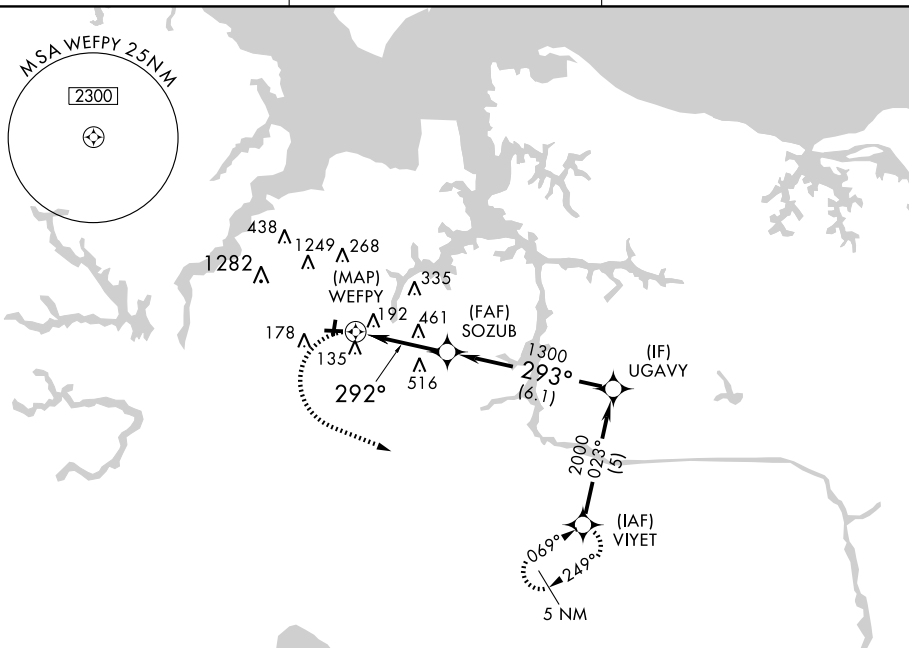 MSA WEFPY 25NM
2300
438
1249
268
1282
(MAP)
WEFPY
335
192
461
(FAF)
SOZUB
178
135
516
292°
1300
293°
(6.1)
(IF)
UGAVY
2000
023°
(5)
(IAF)
VIYET
069°
249°
5 NM